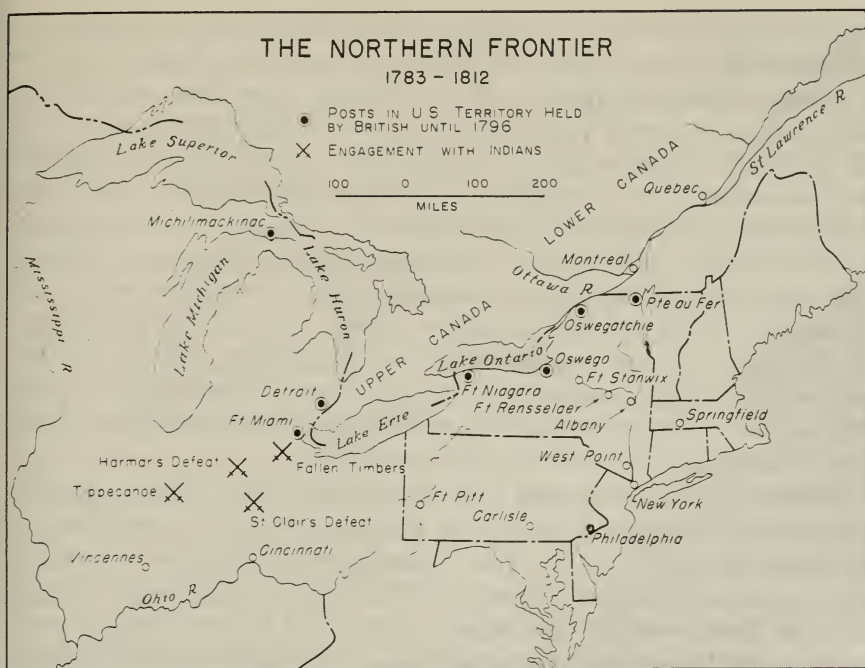 THE NORTHERN FRONTIER
1783 - 1812
POSTS IN U S TERRITORY HELD
BY BRITISH UNTIL 1796
ENGAGEMENT WITH INDIANS
100 0 100 200
MILES
Lake Superior
Michilimackinac
Mississippi R
Lake Michigan
Lake Huron
UPPER CANADA
LOWER CANADA
St Lawrence R
Quebec
Montreal
Ottawa R
Pte au Fer
Oswegatchie
Lake Ontario
Oswego
Ft Stanwix
Ft Niagara
Ft Rensselaer
Albany
Springfield
Detroit
Ft Miami
Lake Erie
Harmar's Defeat
Fallen Timbers
Tippecanoe
St Clair's Defeat
West Point
New York
Ft Pitt
Carlisle
Philadelphia
Vincennes
Cincinnati
Ohio R